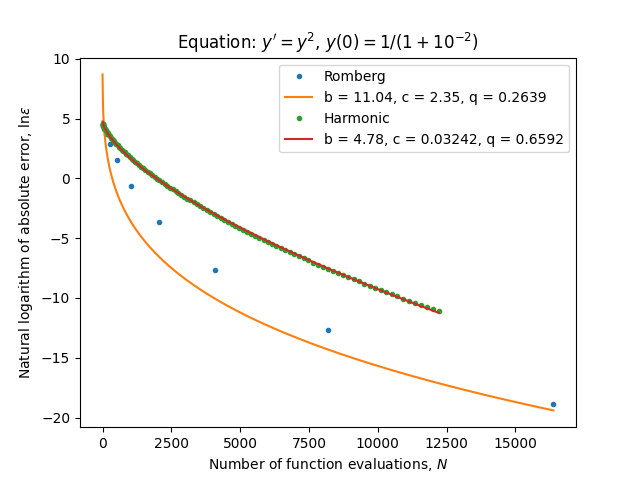 Equation: y′ = y², y(0) = 1/(1 + 10⁻²)
Romberg
b = 11.04, c = 2.35, q = 0.2639
Harmonic
b = 4.78, c = 0.03242, q = 0.6592
Natural logarithm of absolute error, lnε
10
5
0
−5
−10
−15
−20
0 2500 5000 7500 10000 12500 15000
Number of function evaluations, N